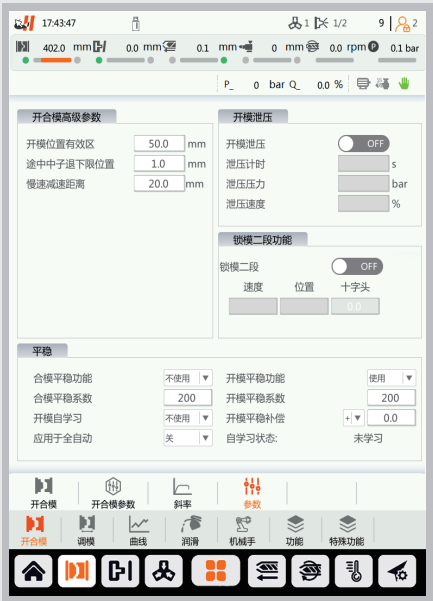 17:43:47 1 1/2 9 2
402.0 mm 0.0 mm 0.1 mm 0 mm 0.0 rpm P 0.1 bar
P_ 0 bar Q_ 0.0 %
开合模高级参数
开模位置有效区 50.0 mm
途中中子退下限位置 1.0 mm
慢速减速距离 20.0 mm
开模泄压
开模泄压 OFF
泄压计时 s
泄压压力 bar
泄压速度 %
锁模二段功能
锁模二段 OFF
速度 位置 十字头
0.0
平稳
合模平稳功能 不使用 开模平稳功能 使用
合模平稳系数 200 开模平稳系数 200
开模自学习 不使用 开模平稳补偿 + 0.0
应用于全自动 关 自学习状态: 未学习
开合模 开合模参数 斜率 参数
开合模 调模 曲线 润滑 机械手 功能 特殊功能